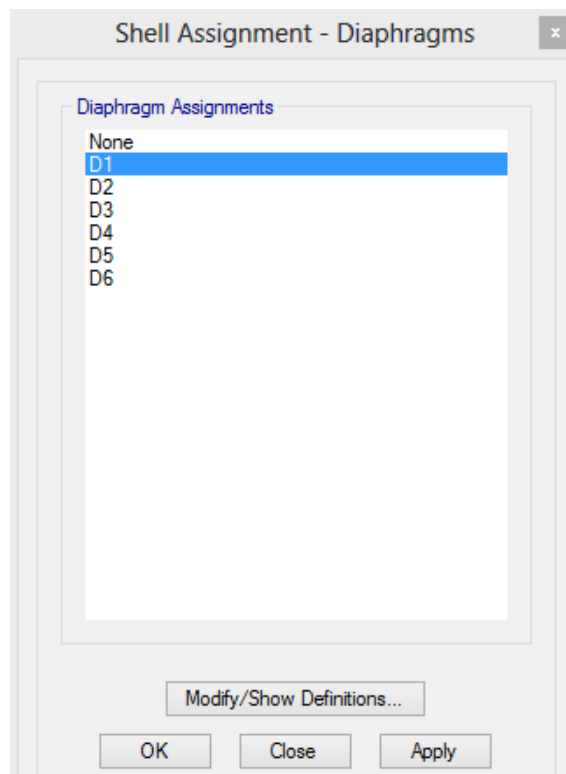 Shell Assignment - Diaphragms
x
Diaphragm Assignments
None
D1
D2
D3
D4
D5
D6
Modify/Show Definitions...
OK Close Apply